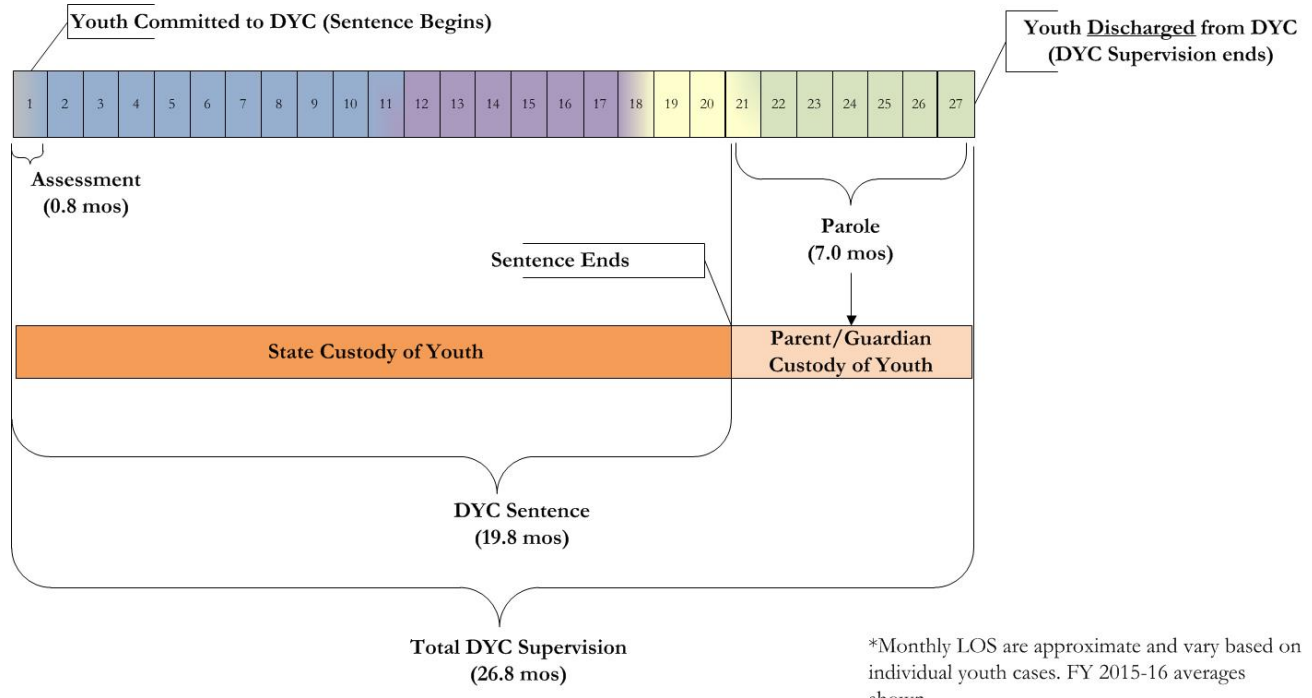 Youth Committed to DYC (Sentence Begins)
Youth Discharged from DYC
(DYC Supervision ends)
1 2 3 4 5 6 7 8 9 10 11 12 13 14 15 16 17 18 19 20 21 22 23 24 25 26 27
Assessment
(0.8 mos)
Parole
(7.0 mos)
Sentence Ends
State Custody of Youth
Parent/Guardian
Custody of Youth
DYC Sentence
(19.8 mos)
Total DYC Supervision
(26.8 mos)
*Monthly LOS are approximate and vary based on
individual youth cases. FY 2015-16 averages